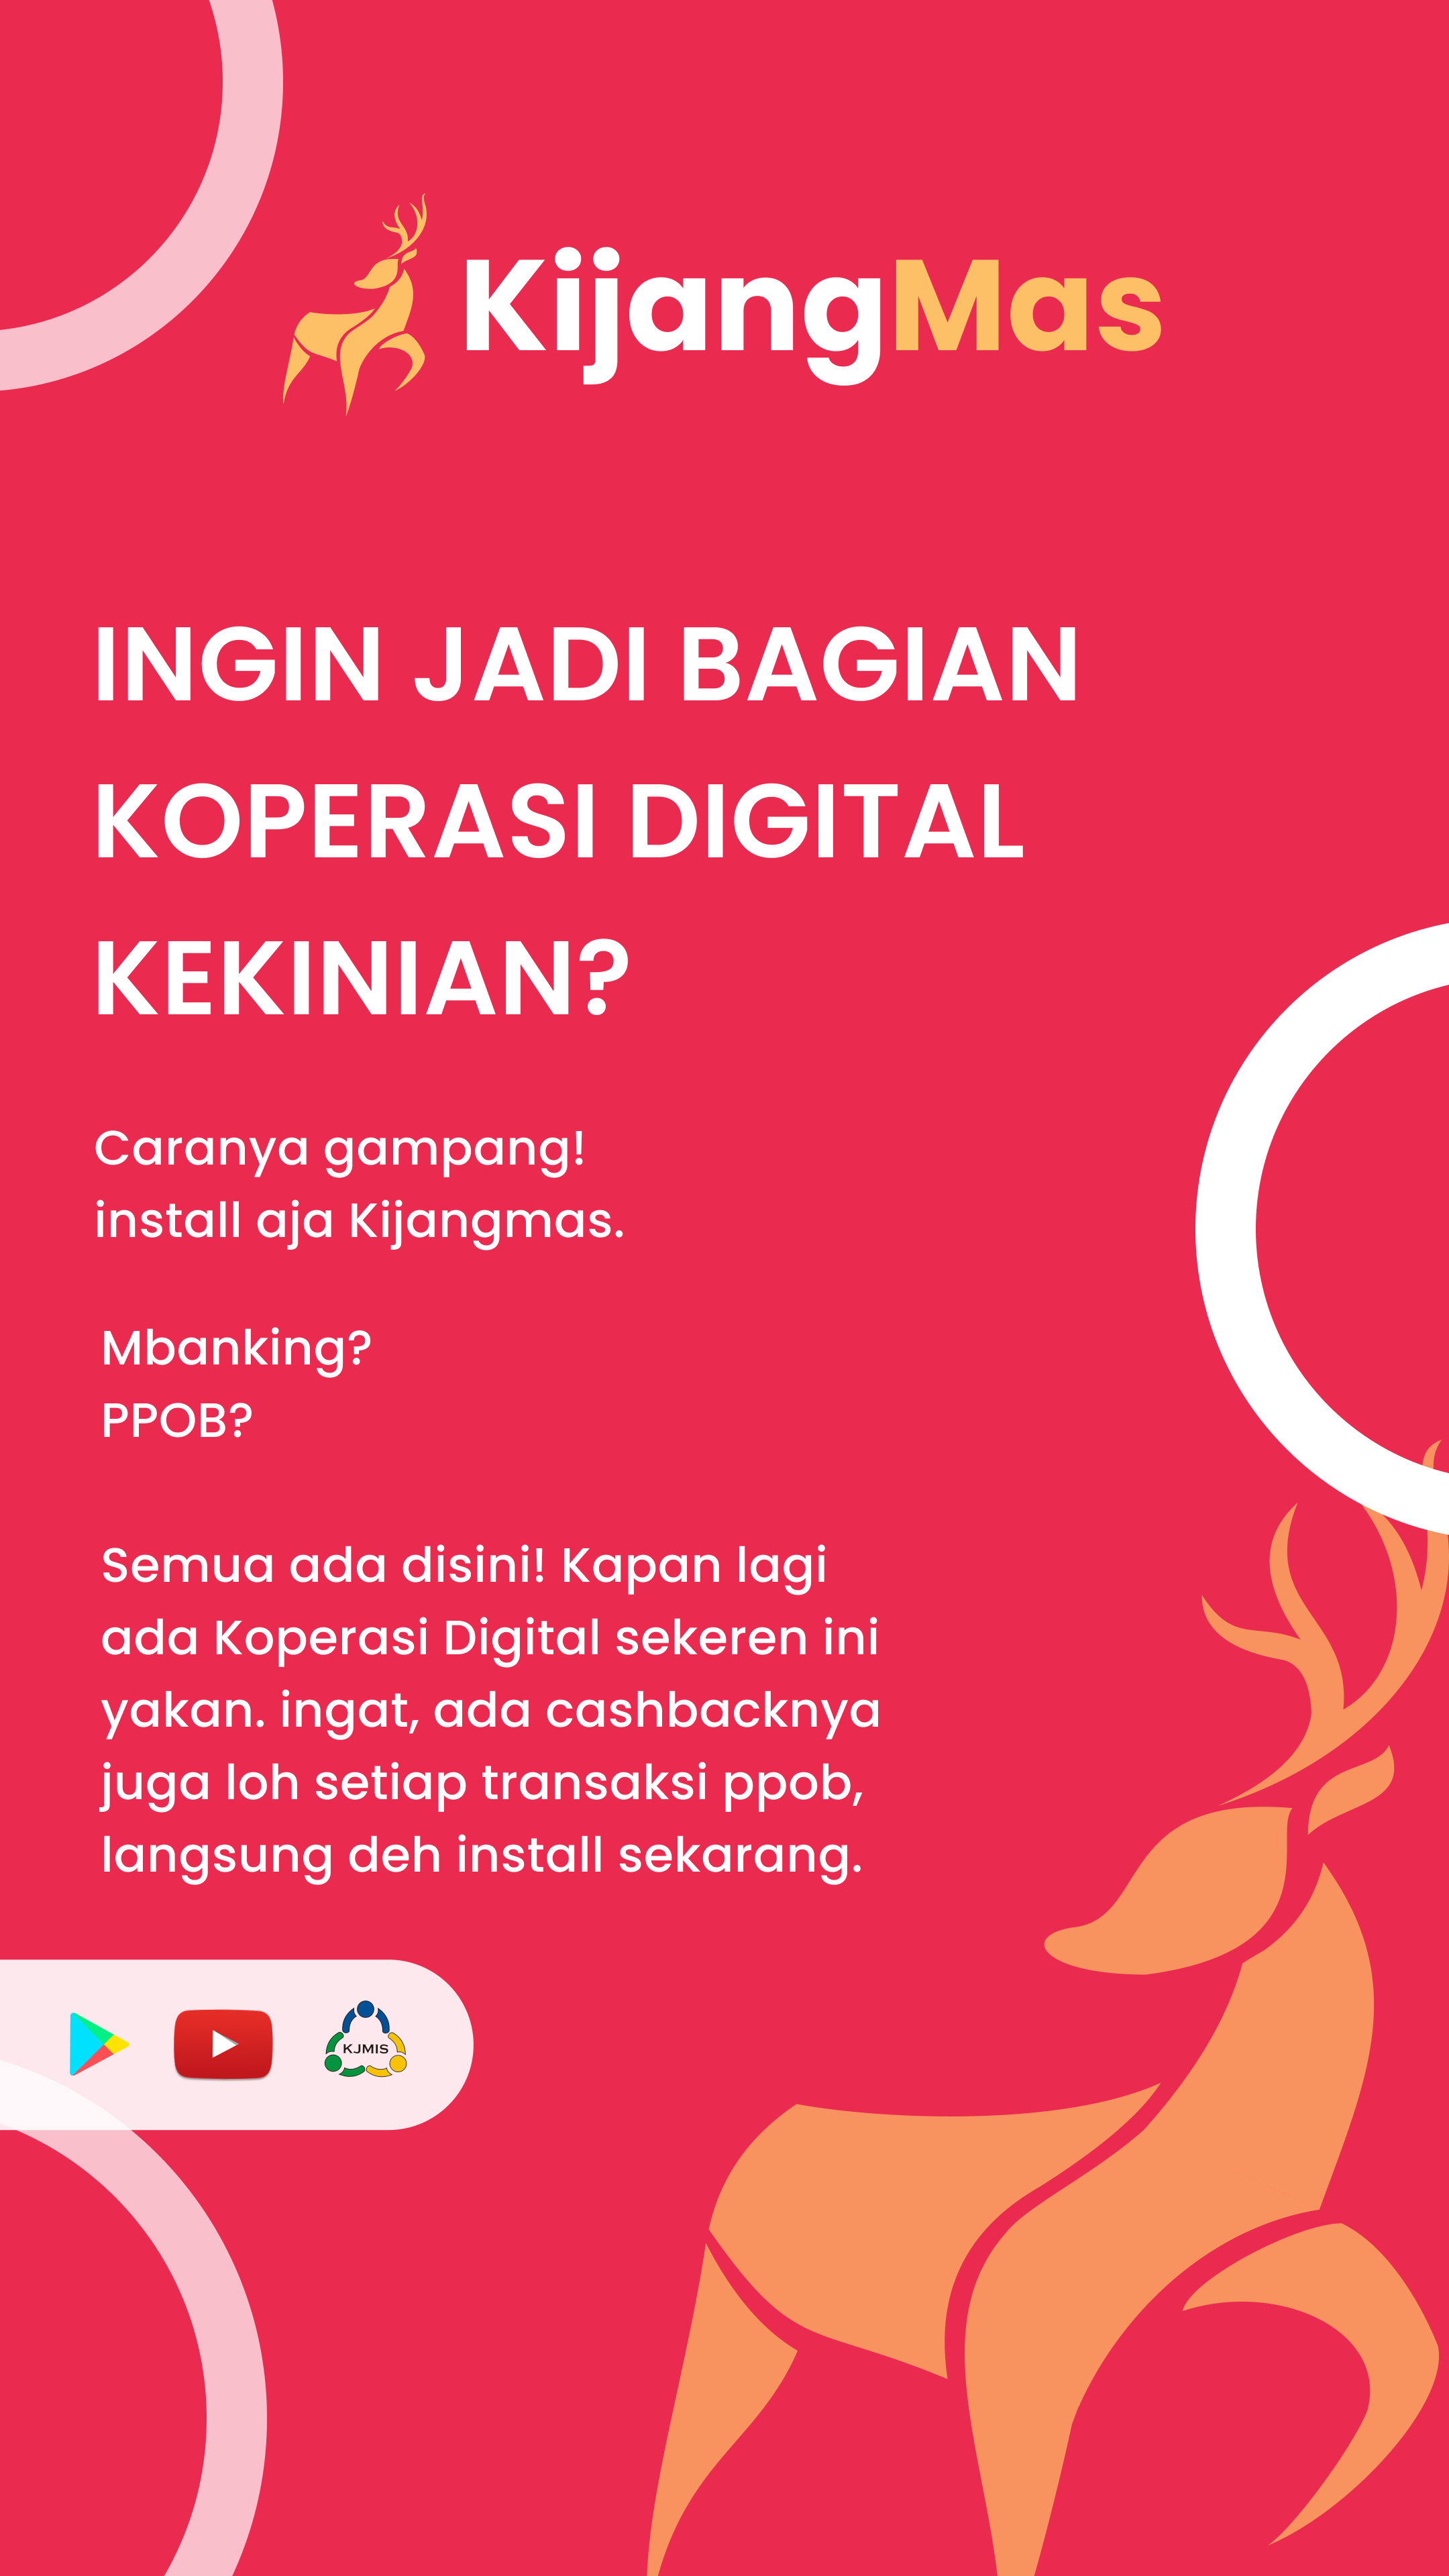 KijangMas
INGIN JADI BAGIAN
KOPERASI DIGITAL
KEKINIAN?
Caranya gampang!
install aja Kijangmas.
Mbanking?
PPOB?
Semua ada disini! Kapan lagi
ada Koperasi Digital sekeren ini
yakan. ingat, ada cashbacknya
juga loh setiap transaksi ppob,
langsung deh install sekarang.
KJMIS